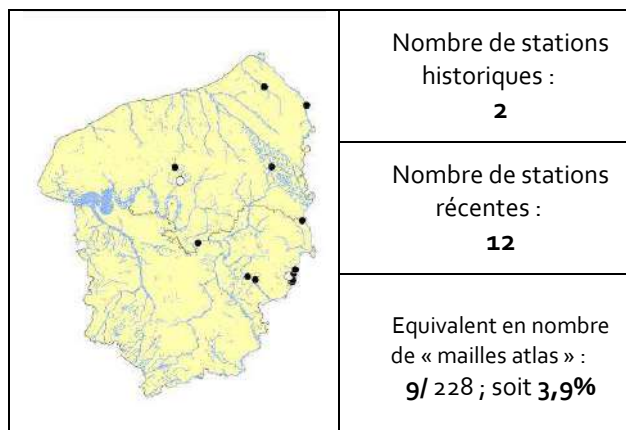 Nombre de stations
historiques :
2
Nombre de stations
récentes :
12
Equivalent en nombre
de « mailles atlas » :
9/ 228 ; soit 3,9%